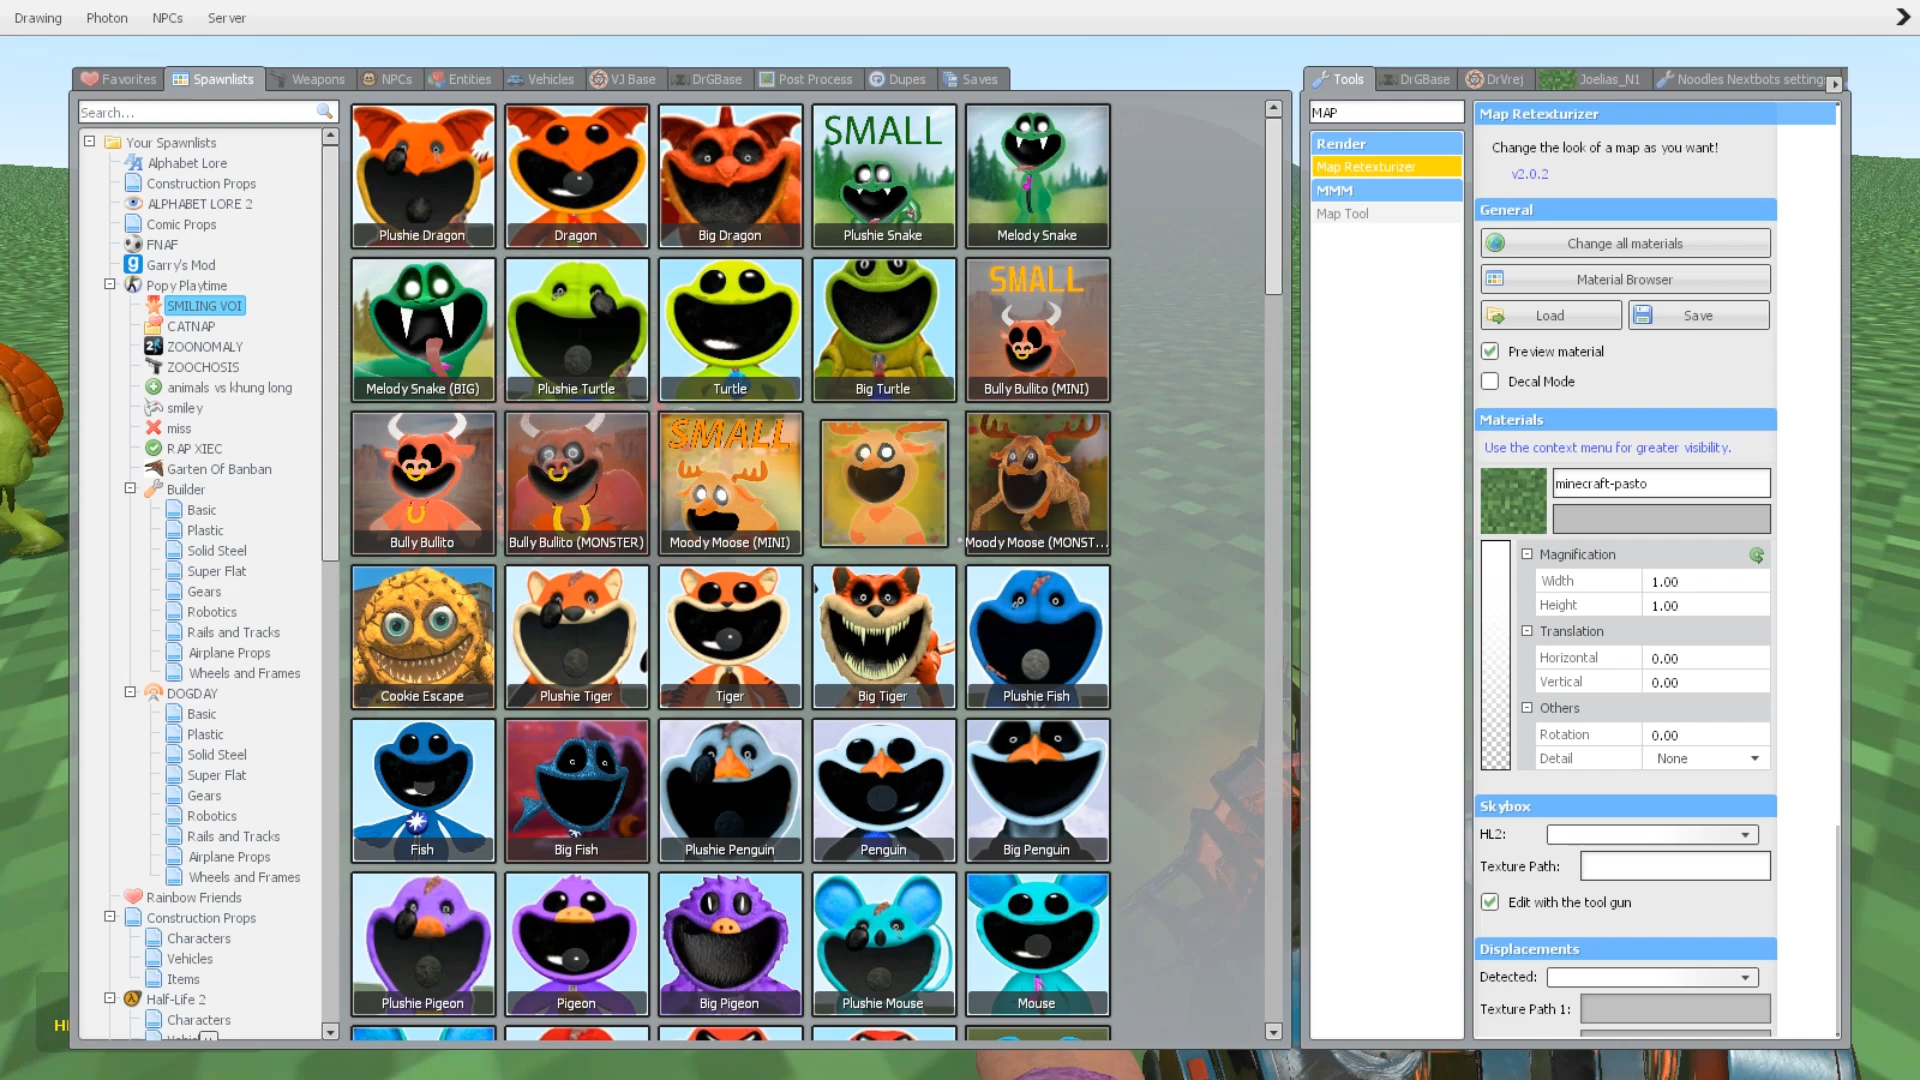 Drawing Photon NPCs Server
Favorites Spawnlists Weapons NPCs Entities Vehicles VJ Base DrGBase Post Process Dupes Saves
Search...
Your Spawnlists
Alphabet Lore
Construction Props
ALPHABET LORE 2
Comic Props
FNAF
Garry's Mod
Popy Playtime
SMILING VOI
CATNAP
ZOONOMALY
ZOOCHOSIS
animals vs khung long
smiley
miss
RAP XIEC
Garten Of Banban
Builder
Basic
Plastic
Solid Steel
Super Flat
Gears
Robotics
Rails and Tracks
Airplane Props
Wheels and Frames
DOGDAY
Basic
Plastic
Solid Steel
Super Flat
Gears
Robotics
Rails and Tracks
Airplane Props
Wheels and Frames
Rainbow Friends
Construction Props
Characters
Vehicles
Items
Half-Life 2
Characters
SMALL
Plushie Dragon Dragon Big Dragon Plushie Snake Melody Snake
SMALL
Melody Snake (BIG) Plushie Turtle Turtle Big Turtle Bully Bullito (MINI)
SMALL
Bully Bullito Bully Bullito (MONSTER) Moody Moose (MINI) Moody Moose (MONST...
Cookie Escape Plushie Tiger Tiger Big Tiger Plushie Fish
Fish Big Fish Plushie Penguin Penguin Big Penguin
Plushie Pigeon Pigeon Big Pigeon Plushie Mouse Mouse
Tools DrGBase DrVrej Joelias_N1 Noodles Nextbots setting
MAP
Render
Map Retexturizer
MMM
Map Tool
Map Retexturizer
Change the look of a map as you want!
v2.0.2
General
Change all materials
Material Browser
Load Save
Preview material
Decal Mode
Materials
Use the context menu for greater visibility.
minecraft-pasto
Magnification
Width 1.00
Height 1.00
Translation
Horizontal 0.00
Vertical 0.00
Others
Rotation 0.00
Detail None
Skybox
HL2:
Texture Path:
Edit with the tool gun
Displacements
Detected:
Texture Path 1: